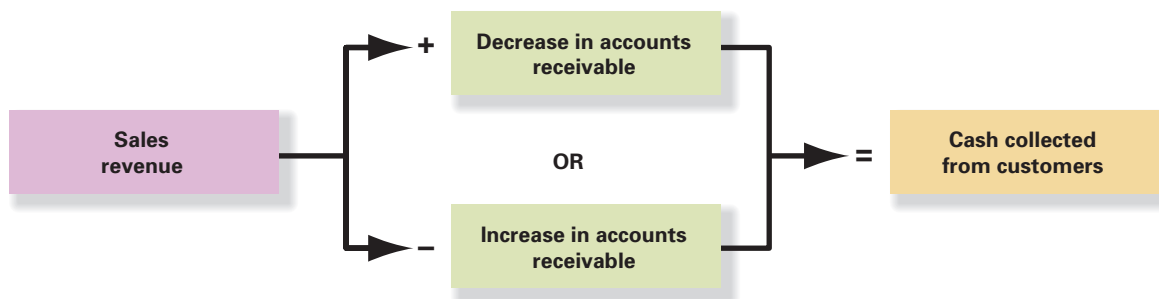 Sales
revenue
+
Decrease in accounts
receivable
OR
–
Increase in accounts
receivable
=
Cash collected
from customers